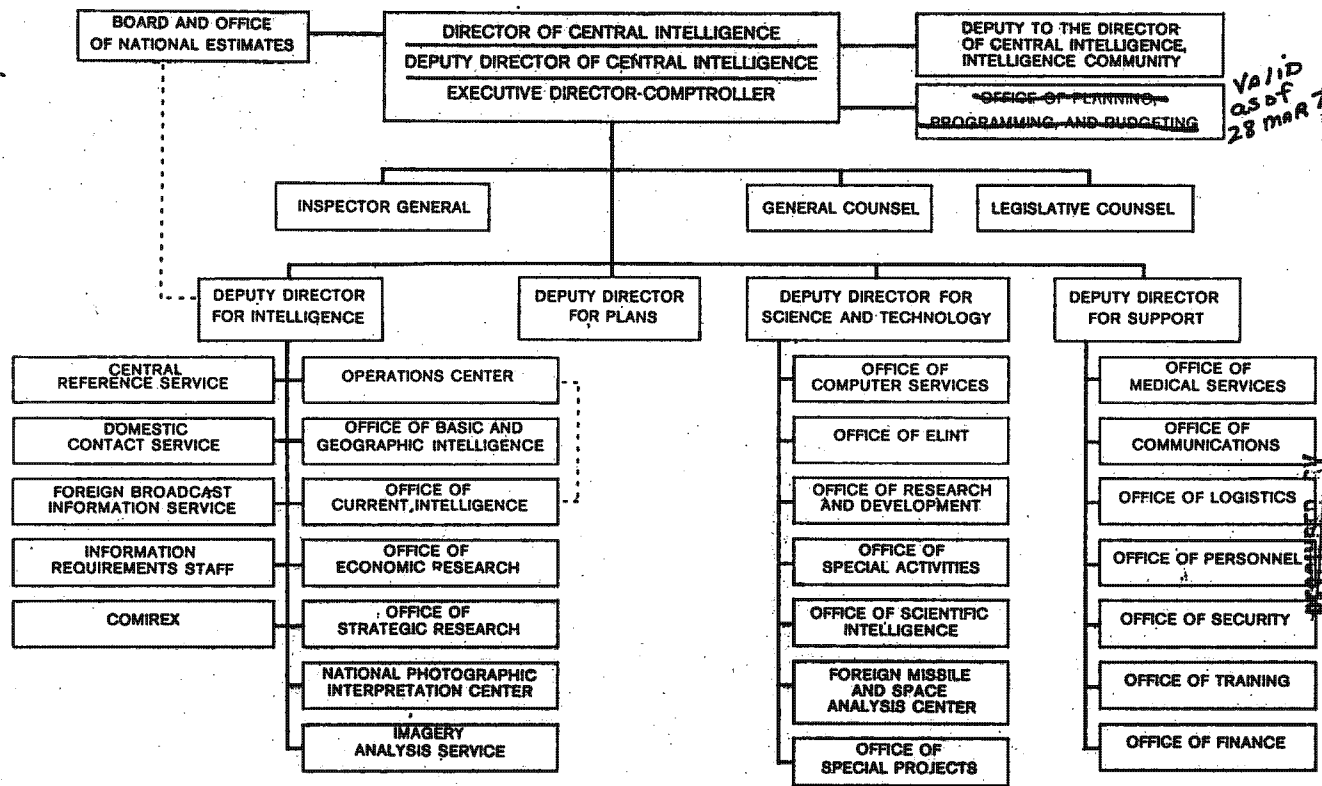 BOARD AND OFFICE
OF NATIONAL ESTIMATES
DIRECTOR OF CENTRAL INTELLIGENCE
DEPUTY DIRECTOR OF CENTRAL INTELLIGENCE
EXECUTIVE DIRECTOR-COMPTROLLER
DEPUTY TO THE DIRECTOR
OF CENTRAL INTELLIGENCE,
INTELLIGENCE COMMUNITY
OFFICE OF PLANNING,
PROGRAMMING, AND BUDGETING
VALID
as of
28 MAR
INSPECTOR GENERAL
GENERAL COUNSEL
LEGISLATIVE COUNSEL
DEPUTY DIRECTOR
FOR INTELLIGENCE
DEPUTY DIRECTOR
FOR PLANS
DEPUTY DIRECTOR FOR
SCIENCE AND TECHNOLOGY
DEPUTY DIRECTOR
FOR SUPPORT
CENTRAL
REFERENCE SERVICE
DOMESTIC
CONTACT SERVICE
FOREIGN BROADCAST
INFORMATION SERVICE
INFORMATION
REQUIREMENTS STAFF
COMIREX
OPERATIONS CENTER
OFFICE OF BASIC AND
GEOGRAPHIC INTELLIGENCE
OFFICE OF
CURRENT INTELLIGENCE
OFFICE OF
ECONOMIC RESEARCH
OFFICE OF
STRATEGIC RESEARCH
NATIONAL PHOTOGRAPHIC
INTERPRETATION CENTER
IMAGERY
ANALYSIS SERVICE
OFFICE OF
COMPUTER SERVICES
OFFICE OF ELINT
OFFICE OF RESEARCH
AND DEVELOPMENT
OFFICE OF
SPECIAL ACTIVITIES
OFFICE OF SCIENTIFIC
INTELLIGENCE
FOREIGN MISSILE
AND SPACE
ANALYSIS CENTER
OFFICE OF
SPECIAL PROJECTS
OFFICE OF
MEDICAL SERVICES
OFFICE OF
COMMUNICATIONS
OFFICE OF LOGISTICS
OFFICE OF PERSONNEL
OFFICE OF SECURITY
OFFICE OF TRAINING
OFFICE OF FINANCE